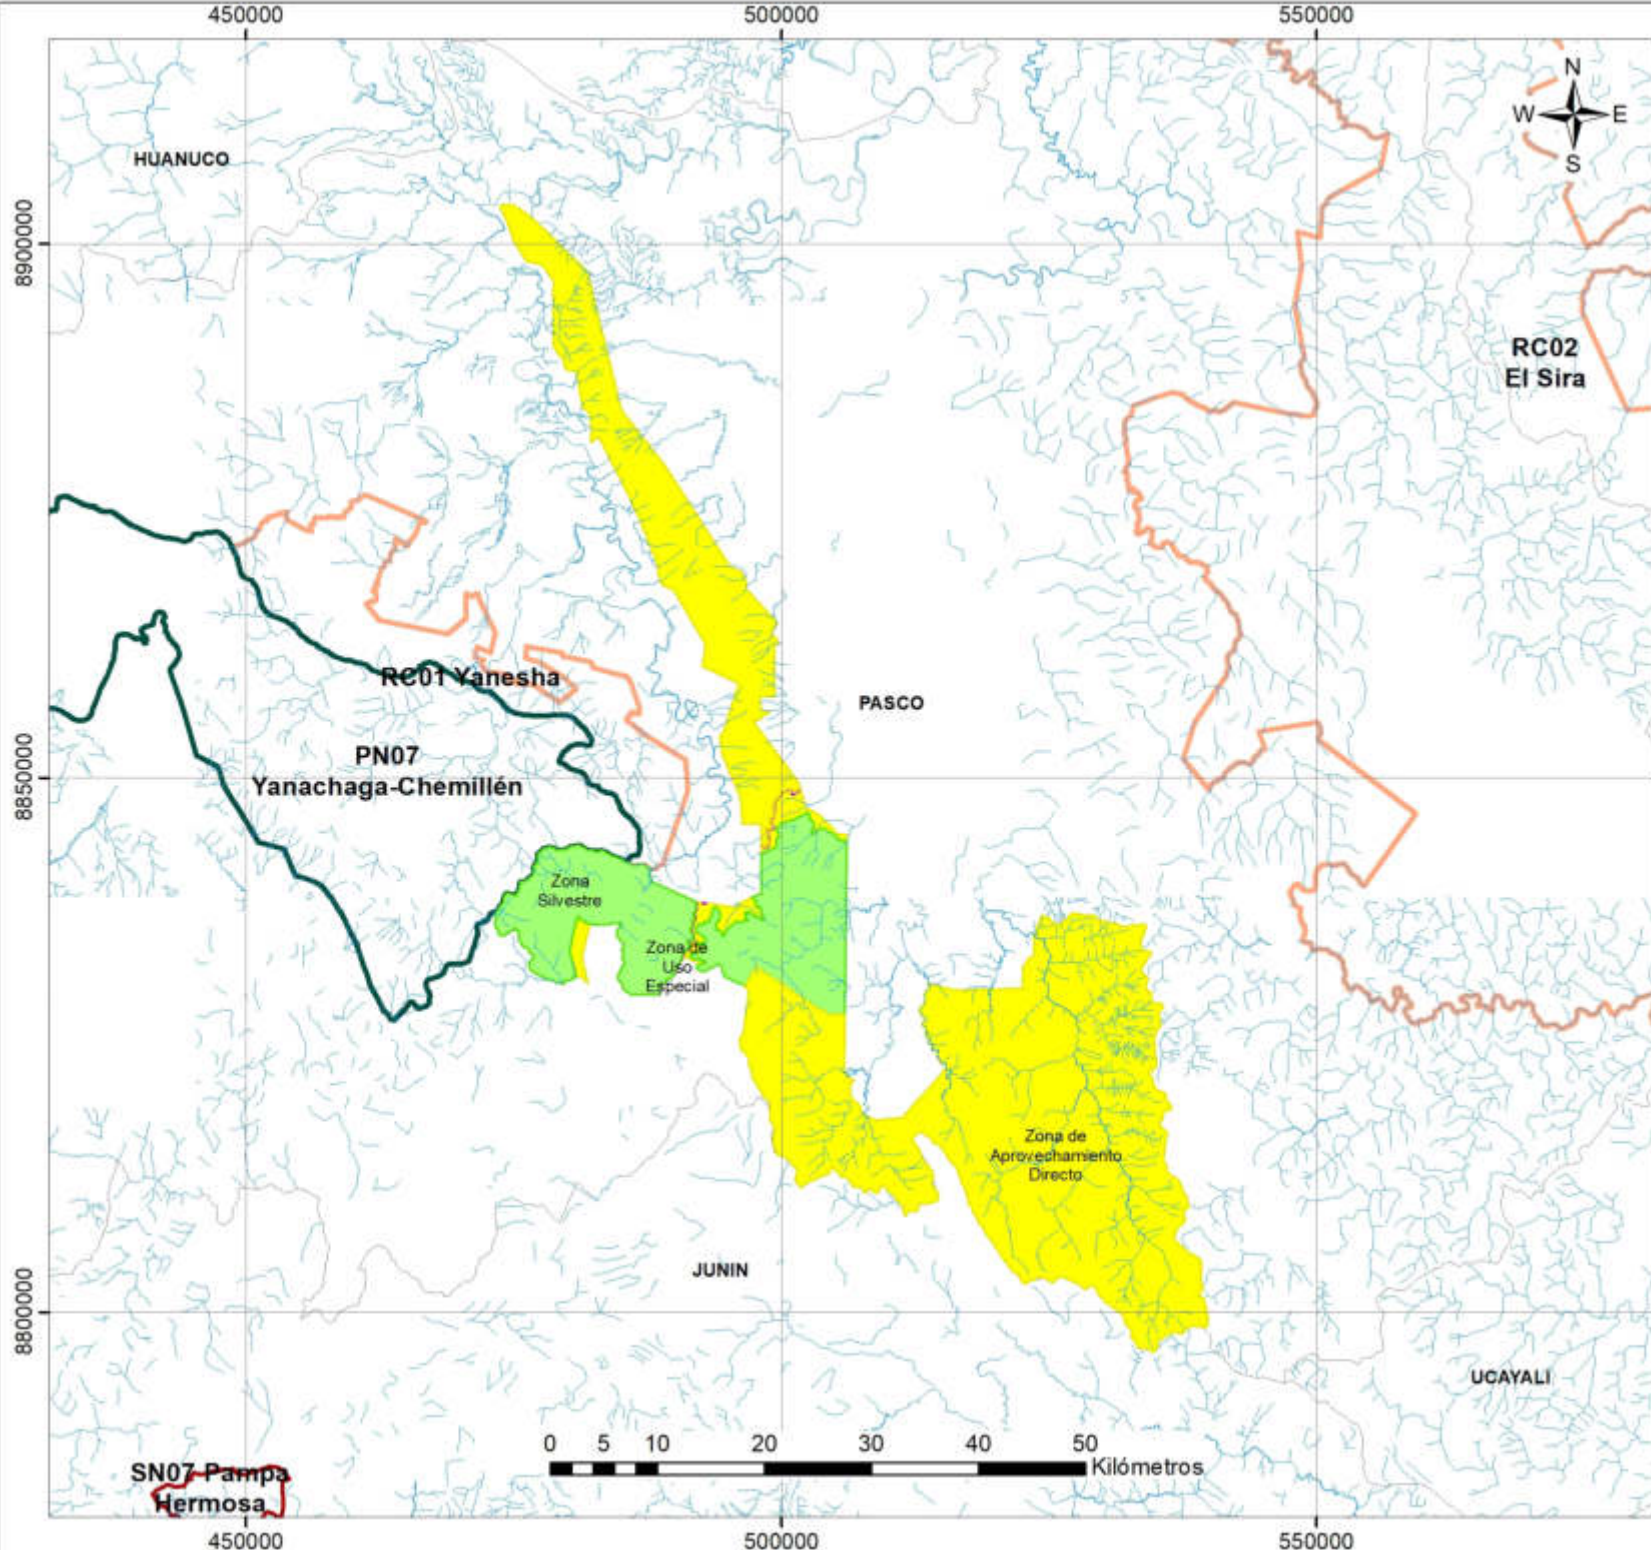 450000
500000
550000
N
W
E
S
HUANUCO
8900000
RC02
El Sira
RC01 Yanesha
PASCO
PN07
Yanachaga-Chemillén
8850000
Zona
Silvestre
Zona de
Uso
Especial
Zona de
Aprovechamiento
Directo
JUNIN
8800000
UCAYALI
0 5 10 20 30 40 50
Kilómetros
SN07 Pampa
Hermosa
450000
500000
550000